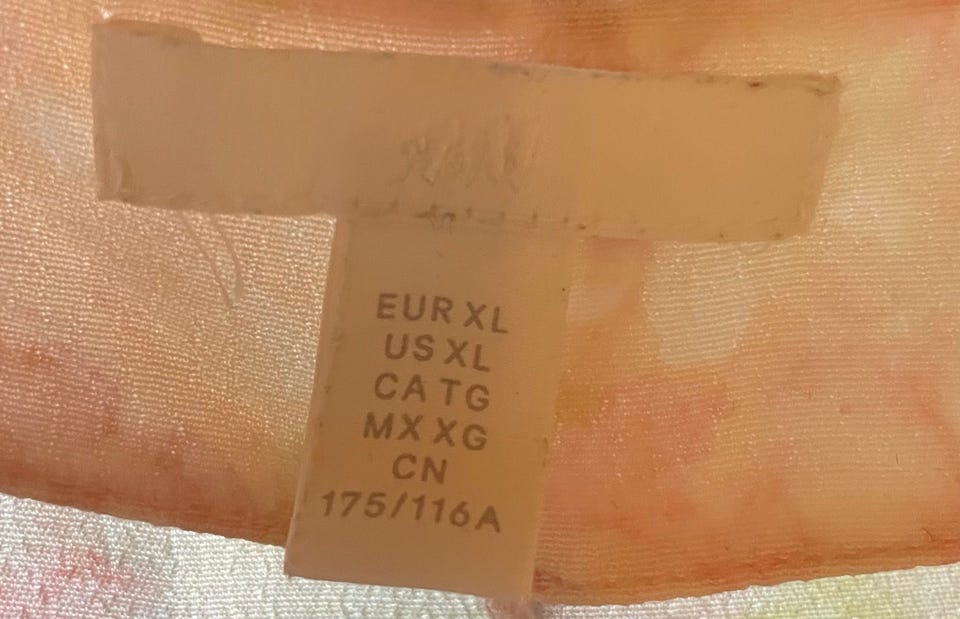 EUR XL
US XL
CA TG
MX XG
CN
175/116A